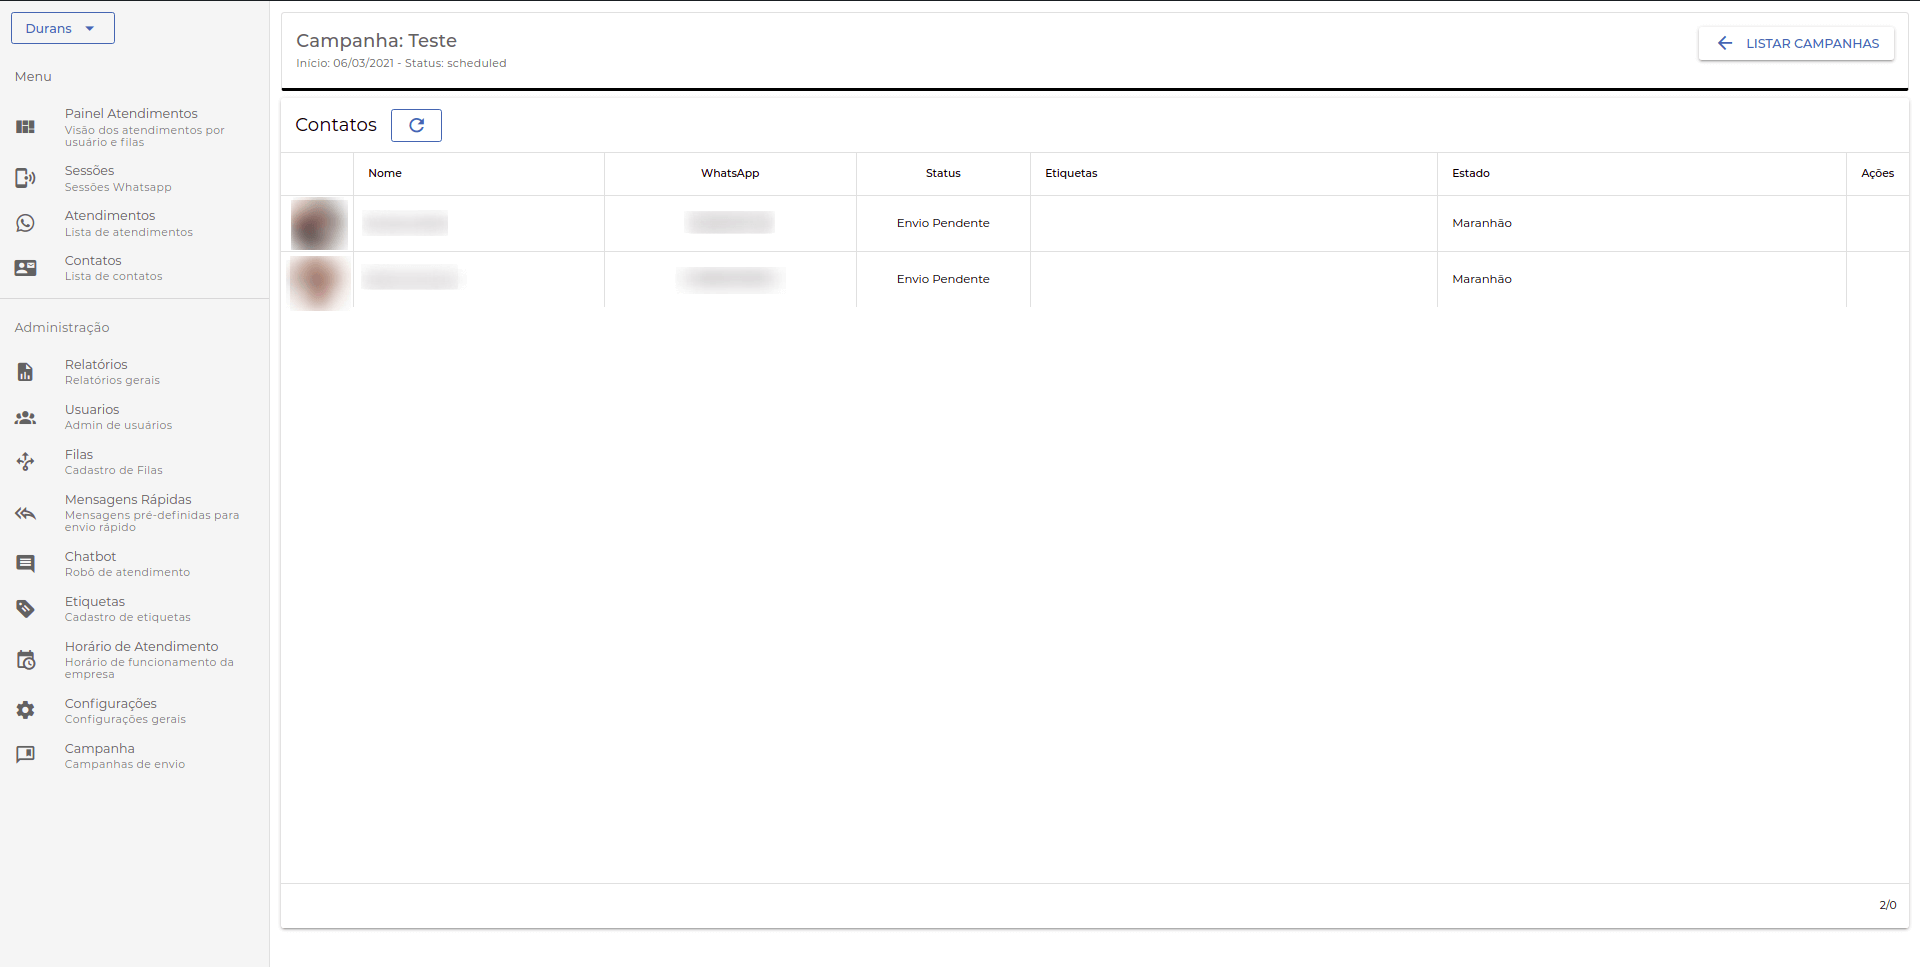 Durans
Menu
Painel Atendimentos
Visão dos atendimentos por
usuário e filas
Sessões
Sessões Whatsapp
Atendimentos
Lista de atendimentos
Contatos
Lista de contatos
Administração
Relatórios
Relatórios gerais
Usuarios
Admin de usuários
Filas
Cadastro de Filas
Mensagens Rápidas
Mensagens pré-definidas para
envio rápido
Chatbot
Robô de atendimento
Etiquetas
Cadastro de etiquetas
Horário de Atendimento
Horário de funcionamento da
empresa
Configurações
Configurações gerais
Campanha
Campanhas de envio
Campanha: Teste
Início: 06/03/2021 - Status: scheduled
LISTAR CAMPANHAS
Contatos
Nome WhatsApp Status Etiquetas Estado Ações
Envio Pendente Maranhão
Envio Pendente Maranhão
2/0